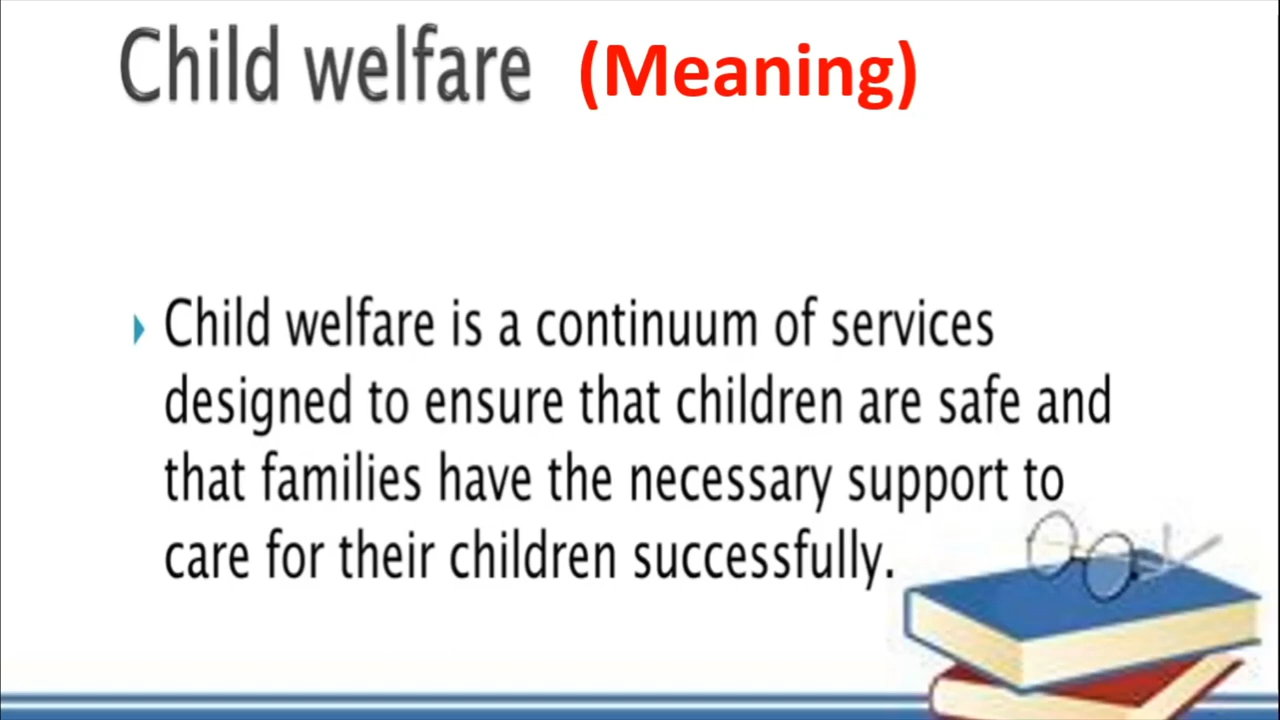 Child welfare (Meaning)
Child welfare is a continuum of services
designed to ensure that children are safe and
that families have the necessary support to
care for their children successfully.